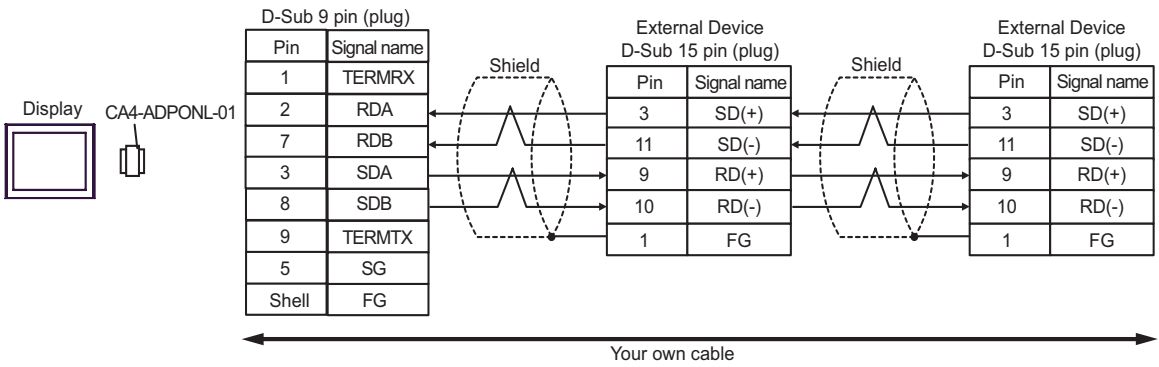 D-Sub 9 pin (plug)
External Device
D-Sub 15 pin (plug)
External Device
D-Sub 15 pin (plug)
Display
CA4-ADPONL-01
Pin Signal name
1 TERMRX
2 RDA
7 RDB
3 SDA
8 SDB
9 TERMTX
5 SG
Shell FG
Shield
Pin Signal name
3 SD(+)
11 SD(-)
9 RD(+)
10 RD(-)
1 FG
Shield
Pin Signal name
3 SD(+)
11 SD(-)
9 RD(+)
10 RD(-)
1 FG
Your own cable